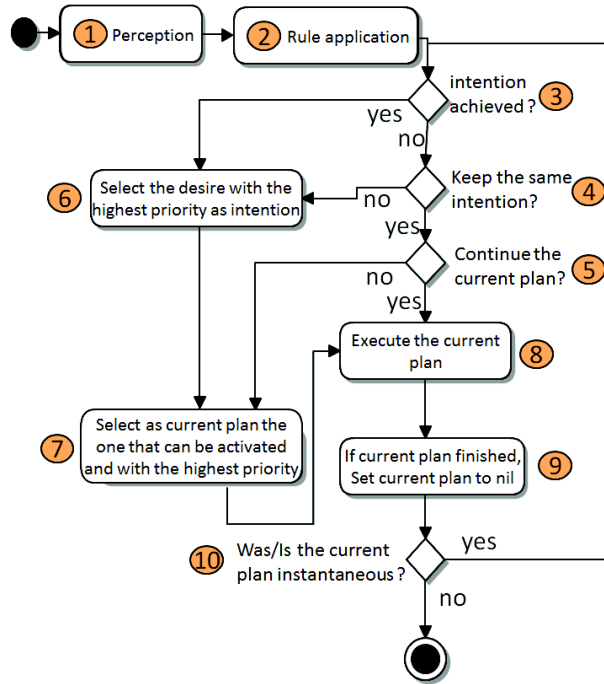 1 Perception
2 Rule application
intention
achieved ? 3
yes
no
Keep the same
intention? 4
6 Select the desire with the
highest priority as intention
no
yes
Continue the
current plan? 5
no
yes
Execute the current
plan 8
7 Select as current plan the
one that can be activated
and with the highest priority
If current plan finished,
Set current plan to nil 9
10 Was/Is the current
plan instantaneous ?
yes
no